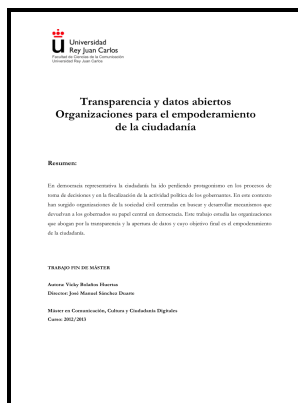 Universidad
Rey Juan Carlos
Facultad de Ciencias de la Comunicación
Universidad Rey Juan Carlos
Transparencia y datos abiertos
Organizaciones para el empoderamiento
de la ciudadanía
Resumen:
En democracia representativa la ciudadanía ha ido perdiendo protagonismo en los procesos de
toma de decisiones y en la fiscalización de la actividad política de los gobernantes. En este contexto
han surgido organizaciones de la sociedad civil centradas en buscar y desarrollar mecanismos que
devuelvan a los gobernados su papel central en democracia. Este trabajo estudia las organizaciones
que abogan por la transparencia y la apertura de datos y cuyo objetivo final es el empoderamiento
de la ciudadanía.
TRABAJO FIN DE MÁSTER
Autora: Vicky Bolaños Huertas
Director: José Manuel Sánchez Duarte
Máster en Comunicación, Cultura y Ciudadanía Digitales
Curso: 2012/2013